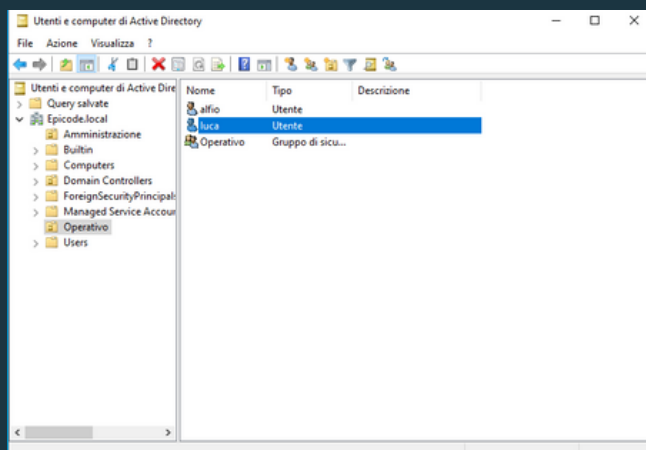 Utenti e computer di Active Directory
File Azione Visualizza ?
Utenti e computer di Active Dire
Query salvate
Epicode.local
Amministrazione
Builtin
Computers
Domain Controllers
ForeignSecurityPrincipal
Managed Service Accour
Operativo
Users
Nome Tipo Descrizione
alfio Utente
luca Utente
Operativo Gruppo di sicu...